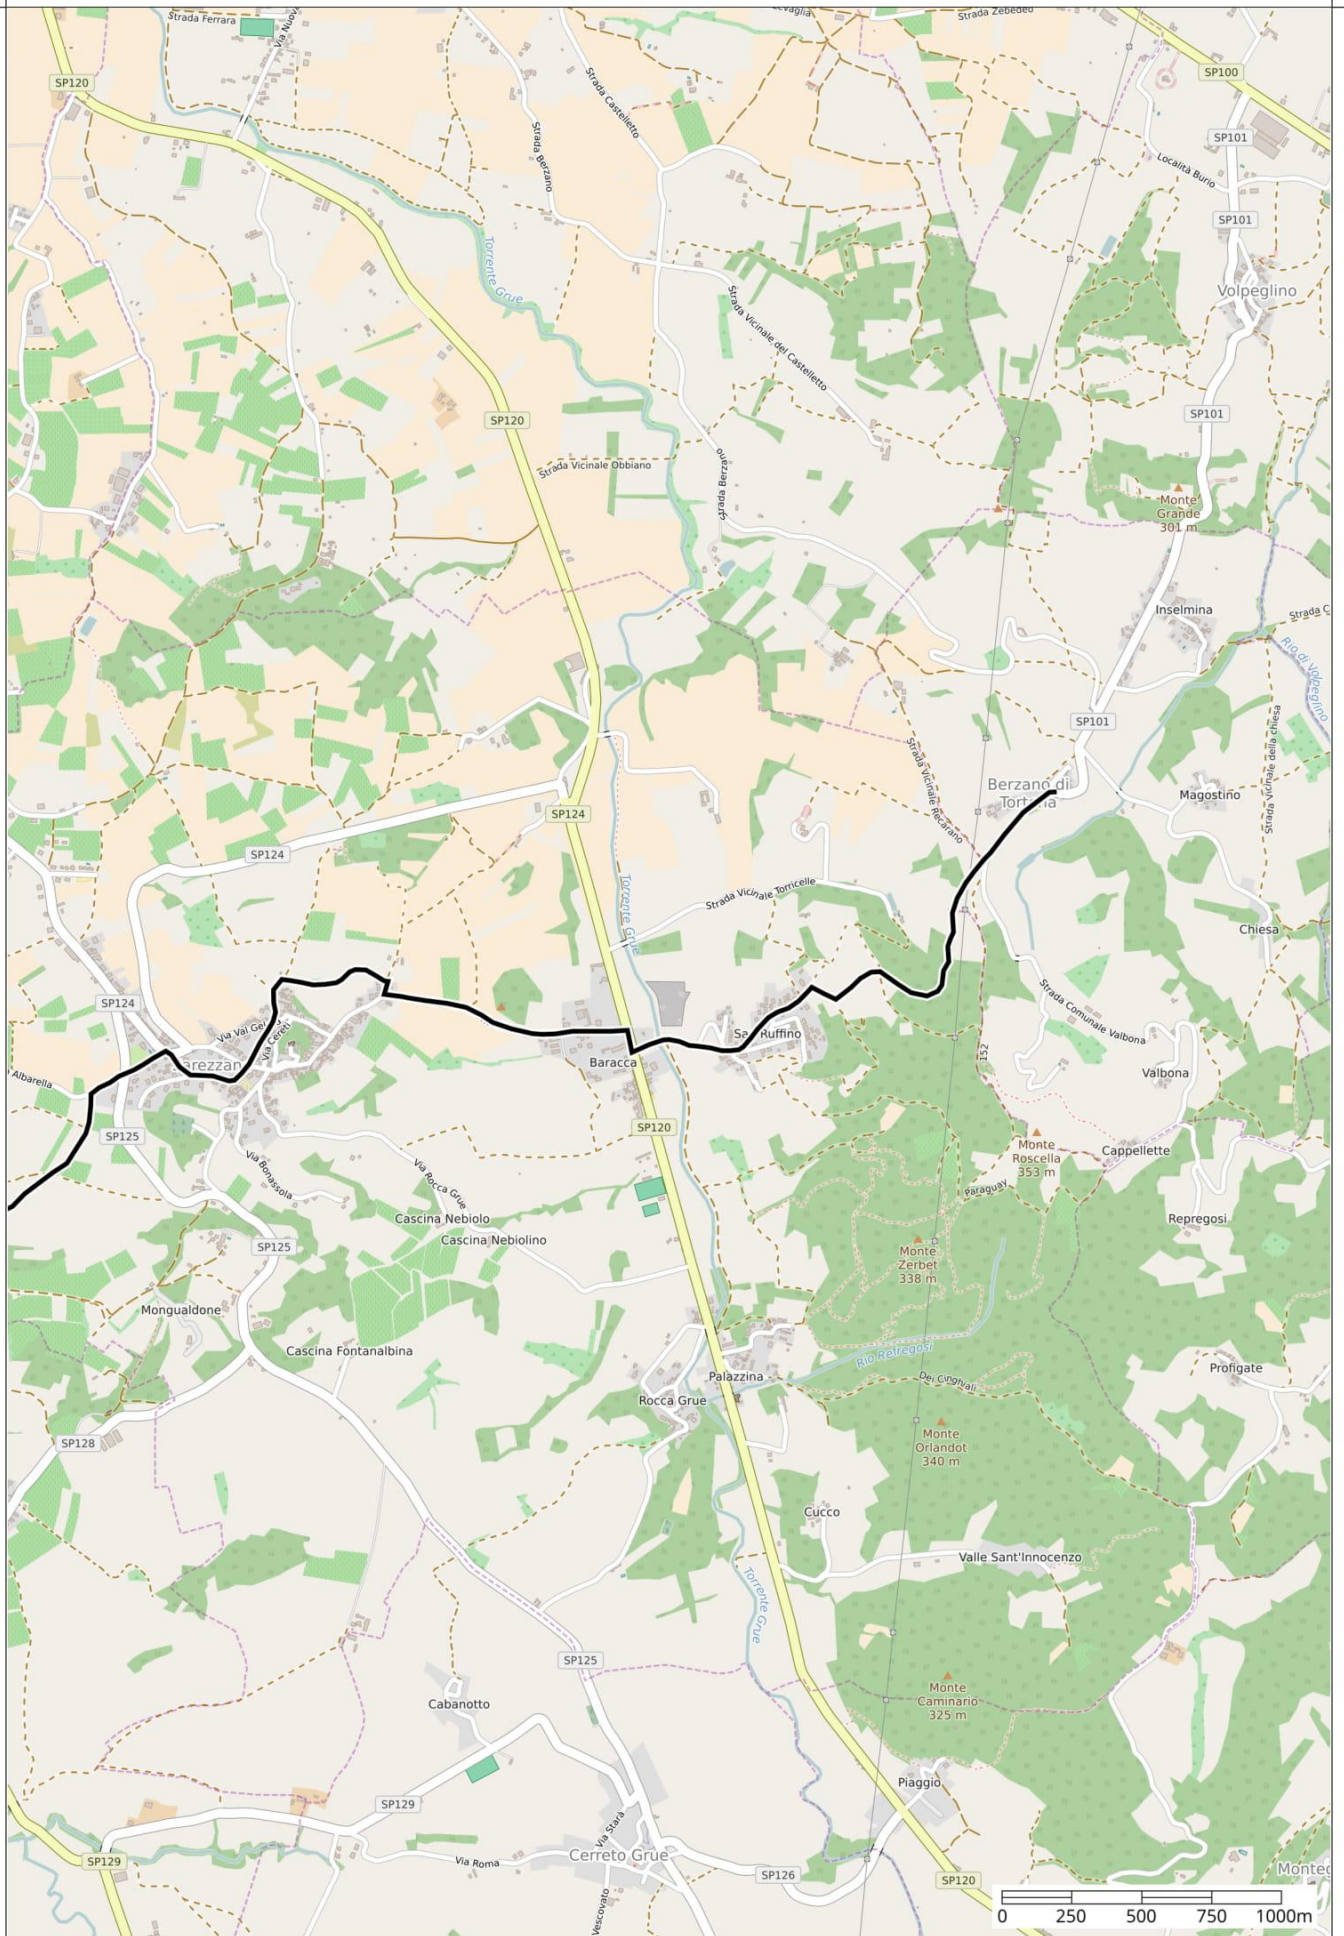 Strada Ferrara
Via Nuova
Strada Zebedeo
SP120
SP100
Strada Castelletto
Strada Berzano
SP101
Località Burio
SP101
Torrente Grue
Volpeglino
Strada Vicinale del Castelletto
SP120
SP101
Strada Vicinale Obbiano
Strada Berzano
Monte
Grande
301 m
Inselmina
Strada C
Rio di Volpeglino
SP101
Strada Vicinale della chiesa
Strada Vicinale Recarano
Berzano di
Tortona
Magostino
SP124
SP124
Strada Vicinale Torricelle
Torrente Grue
Chiesa
SP124
Strada Comunale Valbona
Via Cereti
Baracca
152
Albarella
Valbona
SP120
SP125
Monte
Roscella
353 m
Cappellette
Via Bonassola
Via Rocca Grue
Paraguay
Cascina Nebiolo
Repregosi
Cascina Nebiolino
SP125
Monte
Zerbet
338 m
Mongualdone
Cascina Fontanalbina
Rio Refregosi
Palazzina
Profigate
Dei Cinghiali
Rocca Grue
SP128
Monte
Orlandot
340 m
Cucco
Valle Sant'Innocenzo
Torrente Grue
SP125
Monte
Caminario
325 m
Cabanotto
Piaggio
SP129
Via Stara
SP129
Via Roma
Cerreto Grue
SP126
SP120
Vescovato
0 250 500 750 1000m